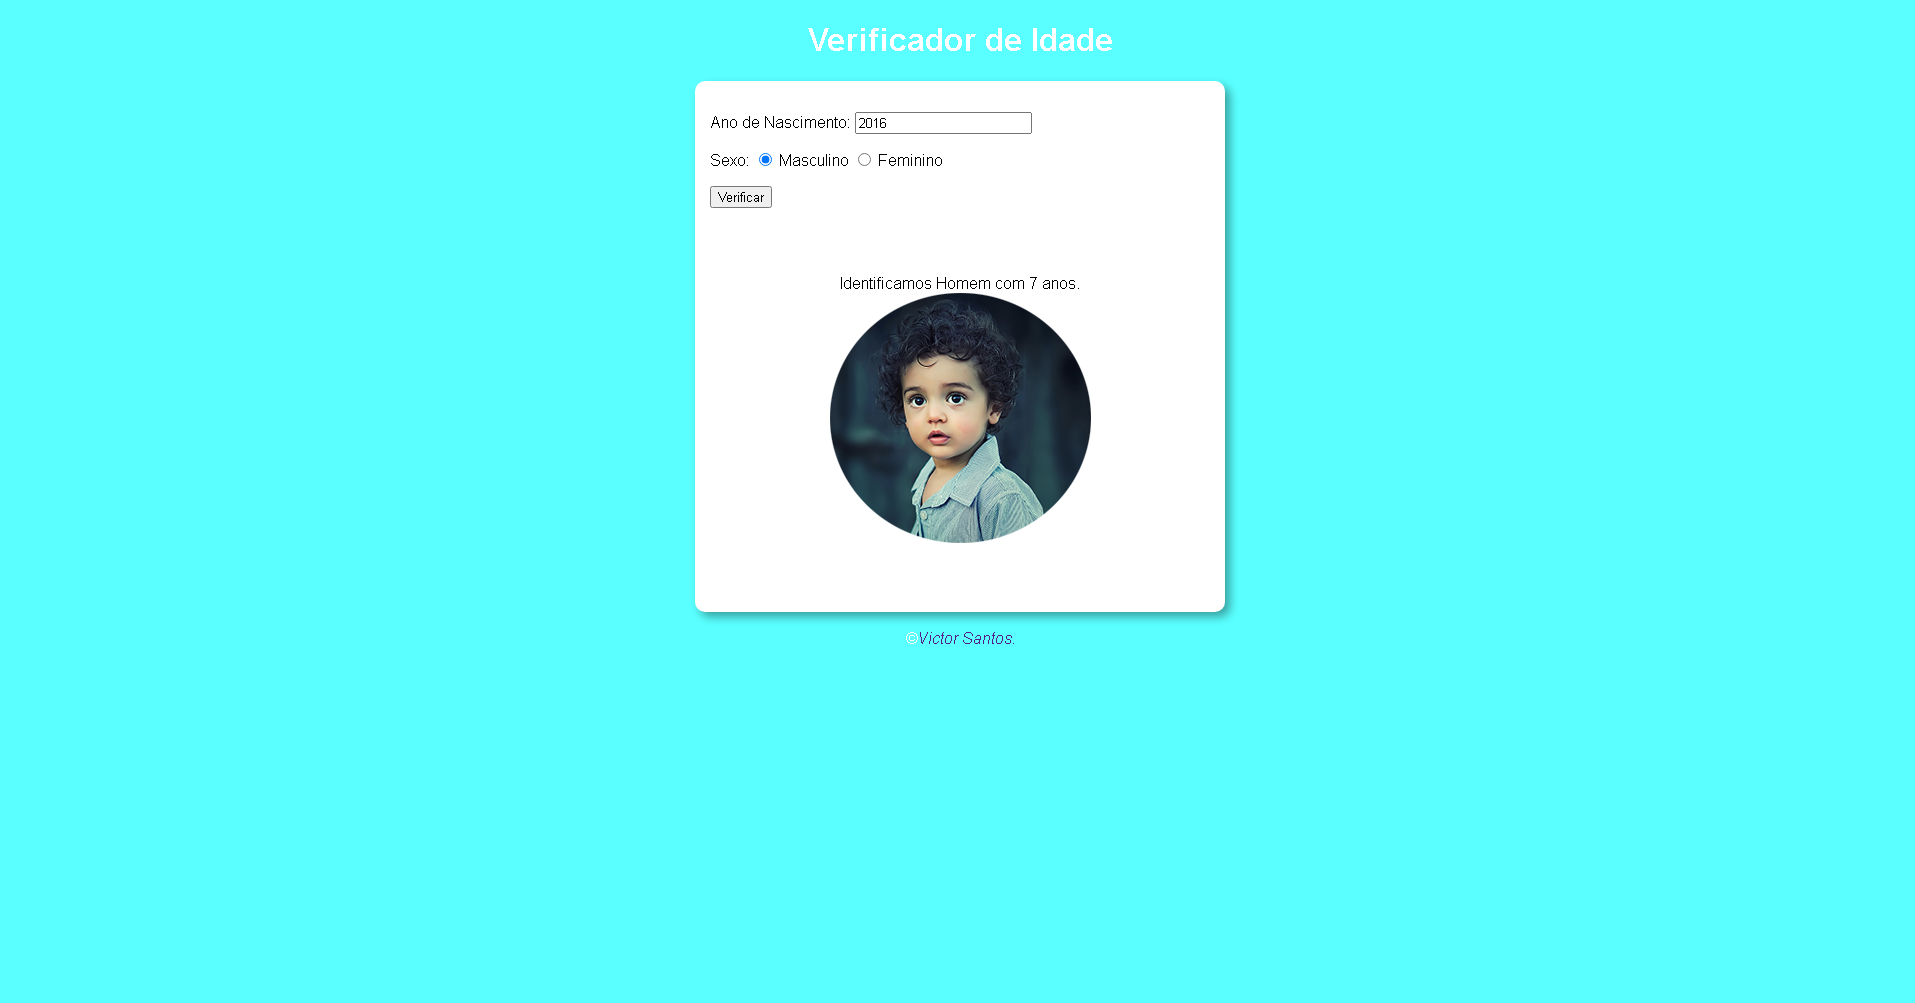 Verificador de Idade
Ano de Nascimento: 2016
Sexo: Masculino Feminino
Verificar
Identificamos Homem com 7 anos.
©Victor Santos.